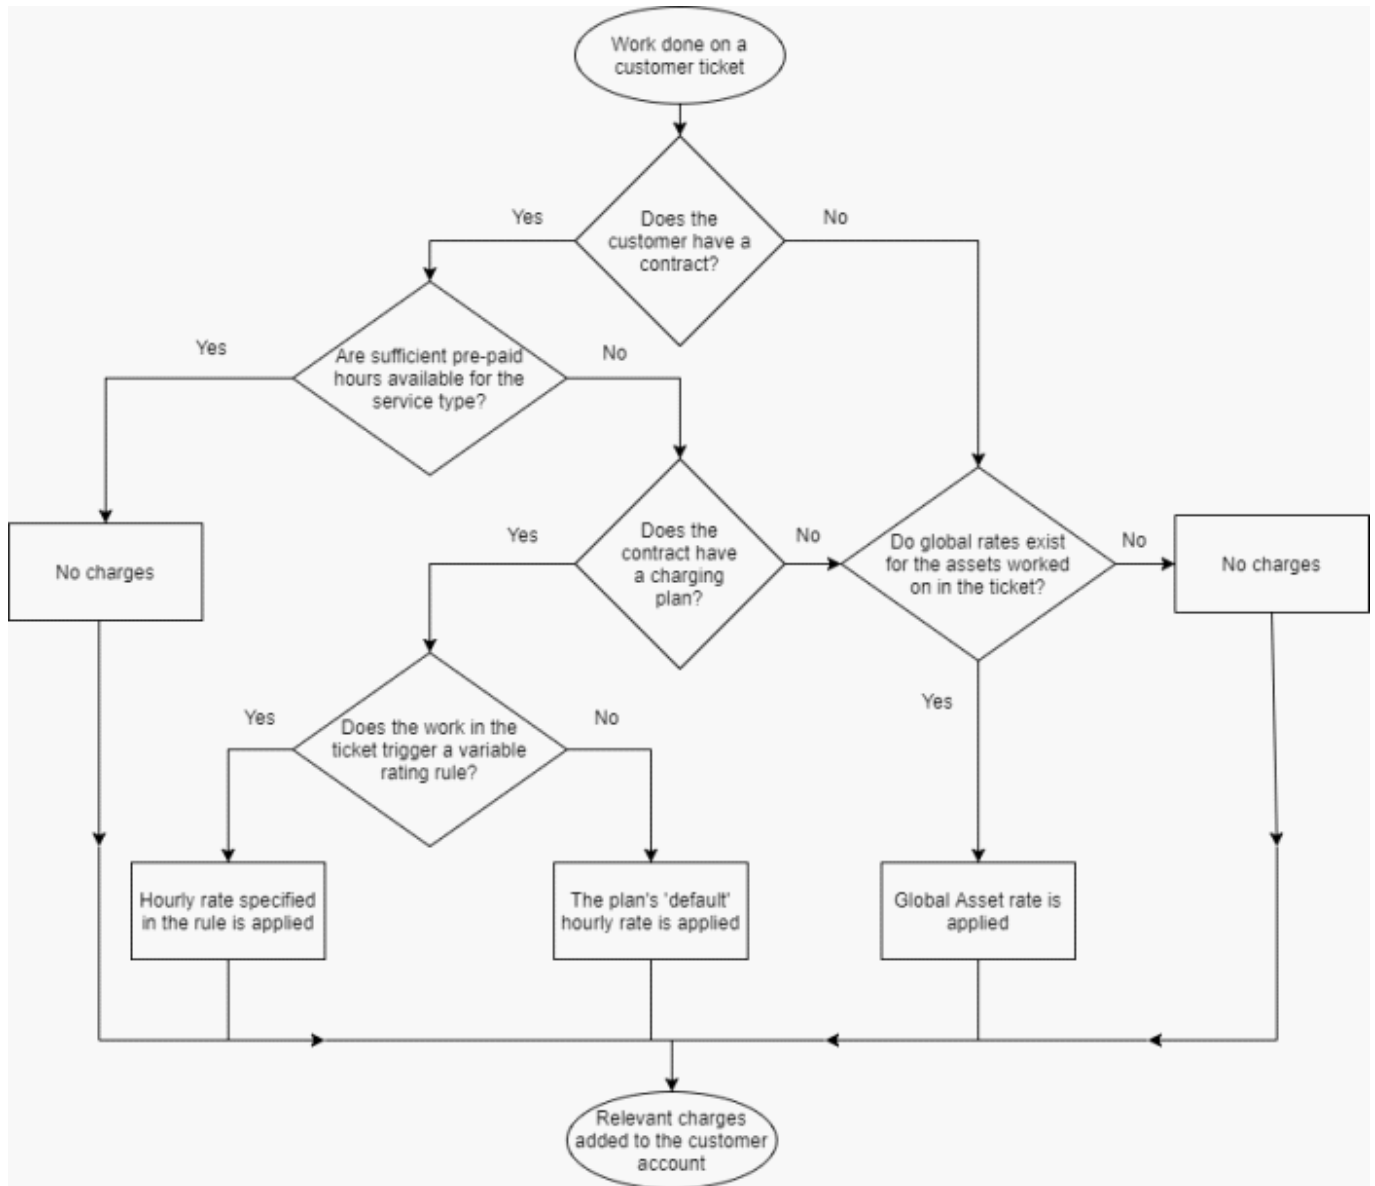 Work done on a
customer ticket
Yes
No
Does the
customer have a
contract?
Yes
No
Are sufficient pre-paid
hours available for the
service type?
Yes
No
No
Does the
contract have
a charging
plan?
Do global rates exist
for the assets worked
on in the ticket?
No charges
No charges
Yes
Yes
No
Does the work in the
ticket trigger a variable
rating rule?
Hourly rate specified
in the rule is applied
The plan's 'default'
hourly rate is applied
Global Asset rate is
applied
Relevant charges
added to the customer
account